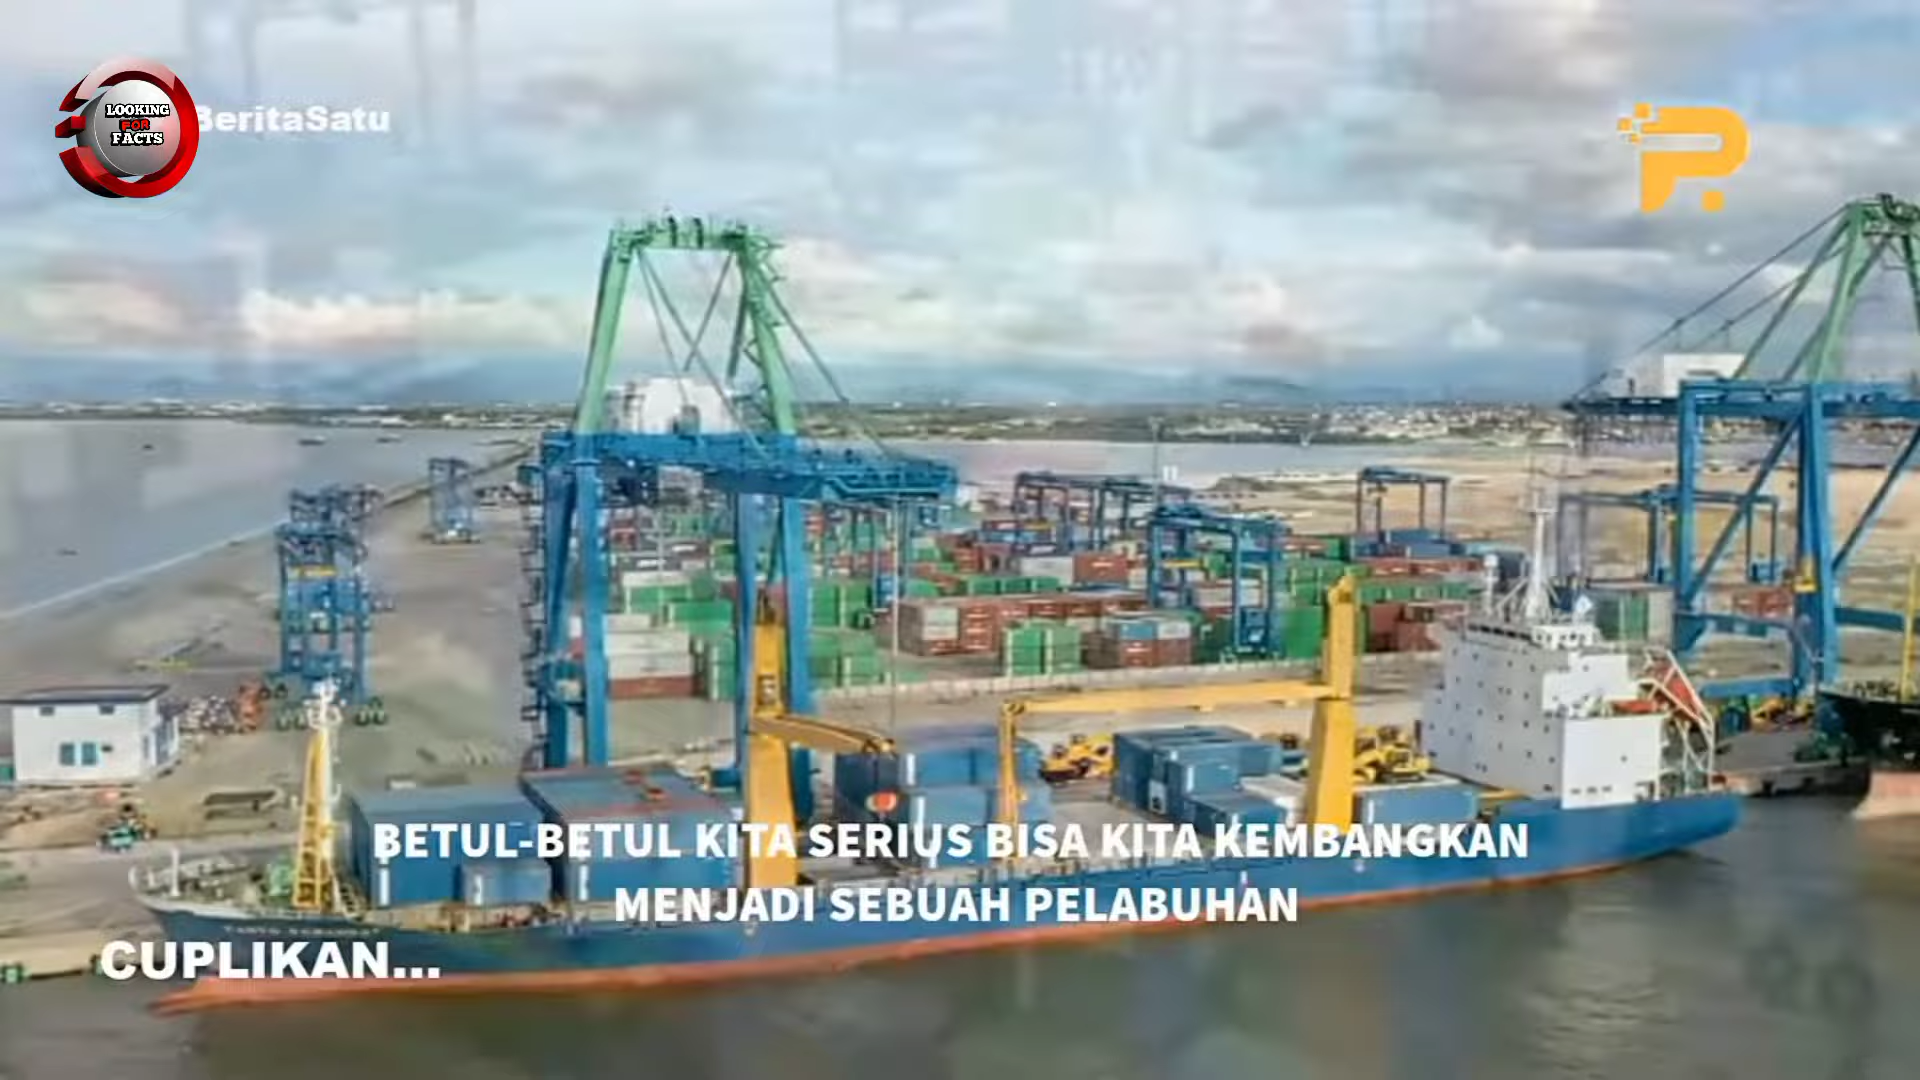 LOOKING
FOR
FACTS
BeritaSatu
BETUL-BETUL KITA SERIUS BISA KITA KEMBANGKAN
MENJADI SEBUAH PELABUHAN
CUPLIKAN...